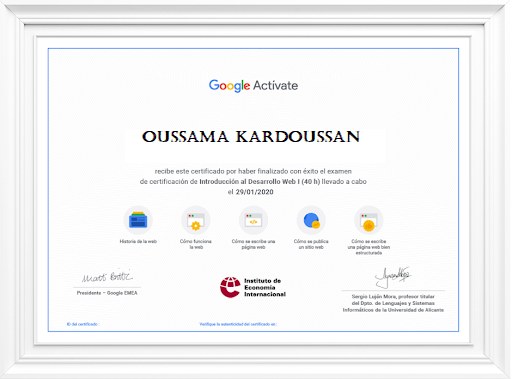 Google Actívate
OUSSAMA KARDOUSSAN
recibe este certificado por haber finalizado con éxito el examen
de certificación de Introducción al Desarrollo Web I (40 h) llevado a cabo
el 29/01/2020
Historia de la web
Cómo funciona
la web
Cómo se escribe una
página web
Cómo se publica
un sitio web
Cómo se escribe
una página web bien
estructurada
Presidente – Google EMEA
Instituto de
Economía
Internacional
Sergio Luján Mora, profesor titular
del Dpto. de Lenguajes y Sistemas
Informáticos de la Universidad de Alicante
ID del certificado:
Verifique la autenticidad del certificado en: